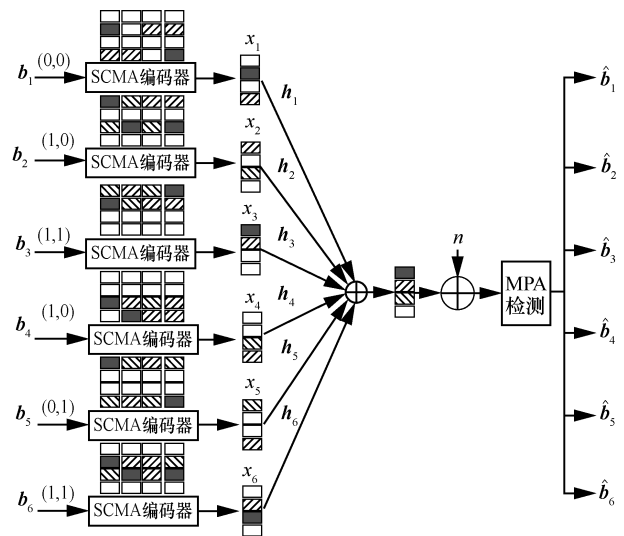 b₁ (0,0) SCMA编码器 x₁ h₁ b̂₁
b₂ (1,0) SCMA编码器 x₂ h₂ b̂₂
b₃ (1,1) SCMA编码器 x₃ h₃ n b̂₃
MPA
检测
b₄ (1,0) SCMA编码器 x₄ h₄ b̂₄
b₅ (0,1) SCMA编码器 x₅ h₅ b̂₅
b₆ (1,1) SCMA编码器 x₆ h₆ b̂₆